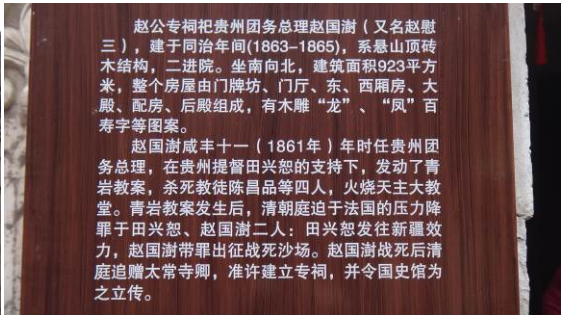 赵公专祠祀贵州团务总理赵国澍（又名赵慰
三），建于同治年间(1863-1865)，系悬山顶砖
木结构，二进院。坐南向北，建筑面积923平方
米，整个房屋由门牌坊、门厅、东、西厢房、大
殿、配房、后殿组成，有木雕“龙”、“凤”百
寿字等图案。
赵国澍咸丰十一（1861年）年时任贵州团
务总理，在贵州提督田兴恕的支持下，发动了青
岩教案，杀死教徒陈昌品等四人，火烧天主大教
堂。青岩教案发生后，清朝庭迫于法国的压力降
罪于田兴恕、赵国澍二人：田兴恕发往新疆效
力，赵国澍带罪出征战死沙场。赵国澍战死后清
庭追赠太常寺卿，准许建立专祠，并令国史馆为
之立传。